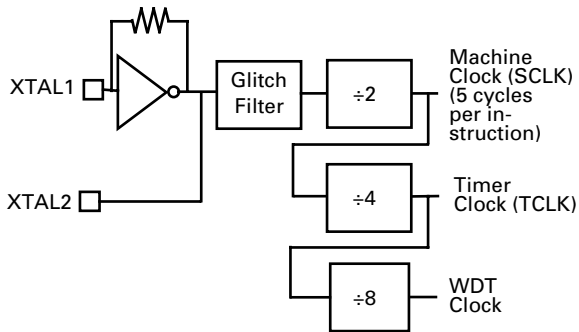 XTAL1
XTAL2
Glitch
Filter
÷2
Machine
Clock (SCLK)
(5 cycles
per in-
struction)
÷4
Timer
Clock (TCLK)
÷8
WDT
Clock